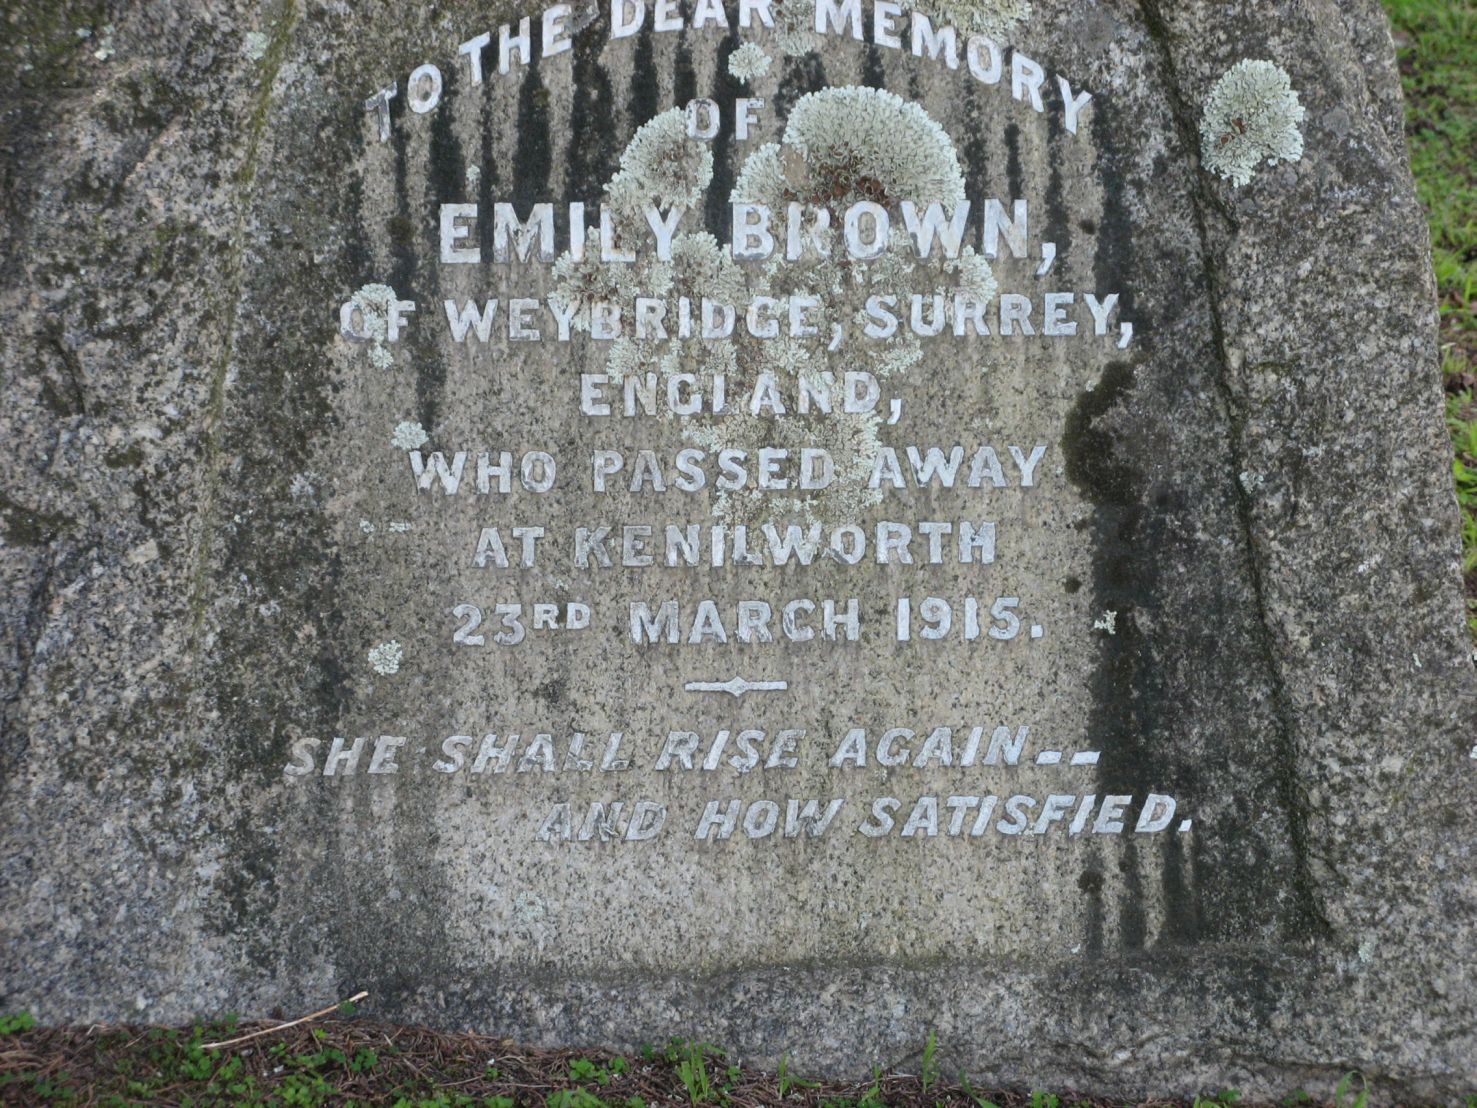 TO THE DEAR MEMORY
OF
EMILY BROWN,
OF WEYBRIDGE, SURREY,
ENGLAND,
WHO PASSED AWAY
AT KENILWORTH
23RD MARCH 1915.
SHE SHALL RISE AGAIN--
AND HOW SATISFIED.